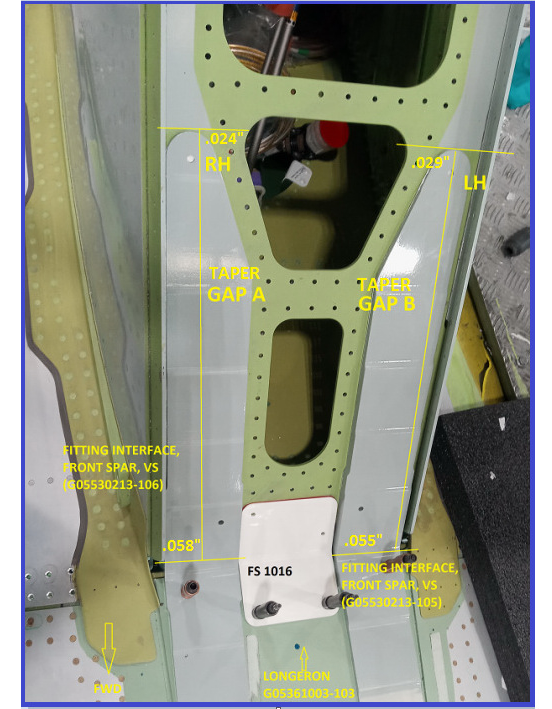 .024"
RH
.029"
LH
TAPER
GAP A
TAPER
GAP B
FITTING INTERFACE,
FRONT SPAR, VS
(G05530213-106)
.058"
.055"
FS 1016
FITTING INTERFACE,
FRONT SPAR, VS
(G05530213-105)
FWD
LONGERON
G05361003-103